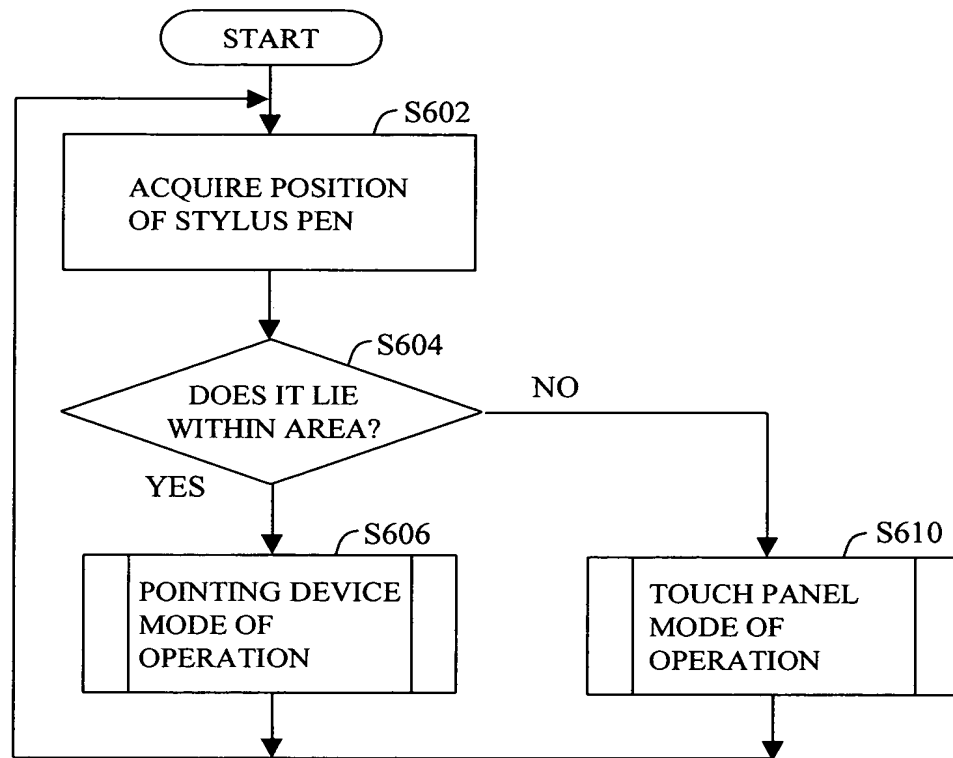 START
S602
ACQUIRE POSITION
OF STYLUS PEN
S604
DOES IT LIE
WITHIN AREA?
NO
YES
S606
POINTING DEVICE
MODE OF
OPERATION
S610
TOUCH PANEL
MODE OF
OPERATION